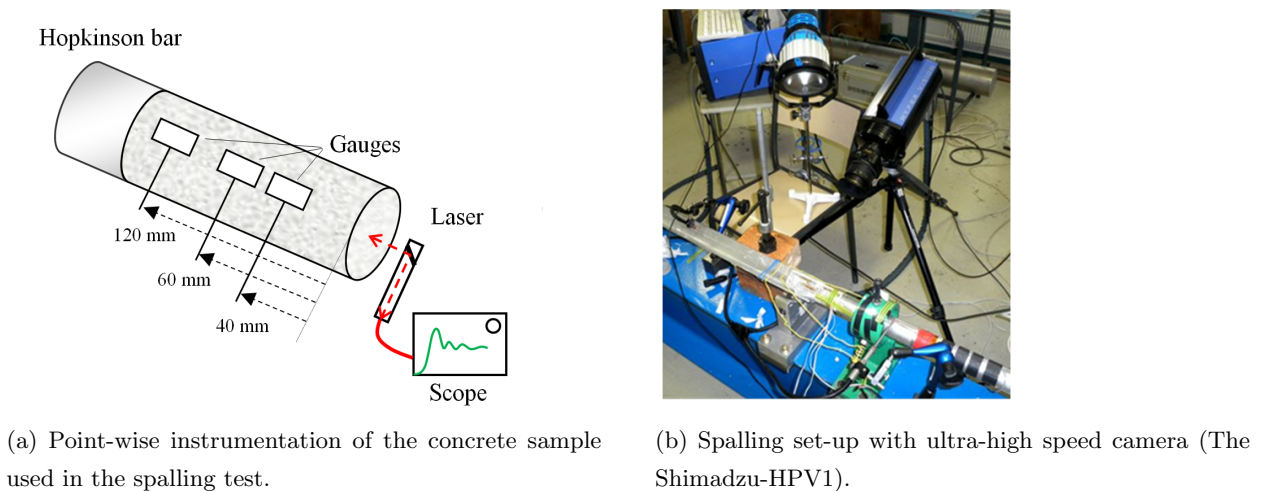 Hopkinson bar
Gauges
Laser
120 mm
60 mm
40 mm
Scope
(a) Point-wise instrumentation of the concrete sample
used in the spalling test.
(b) Spalling set-up with ultra-high speed camera (The
Shimadzu-HPV1).